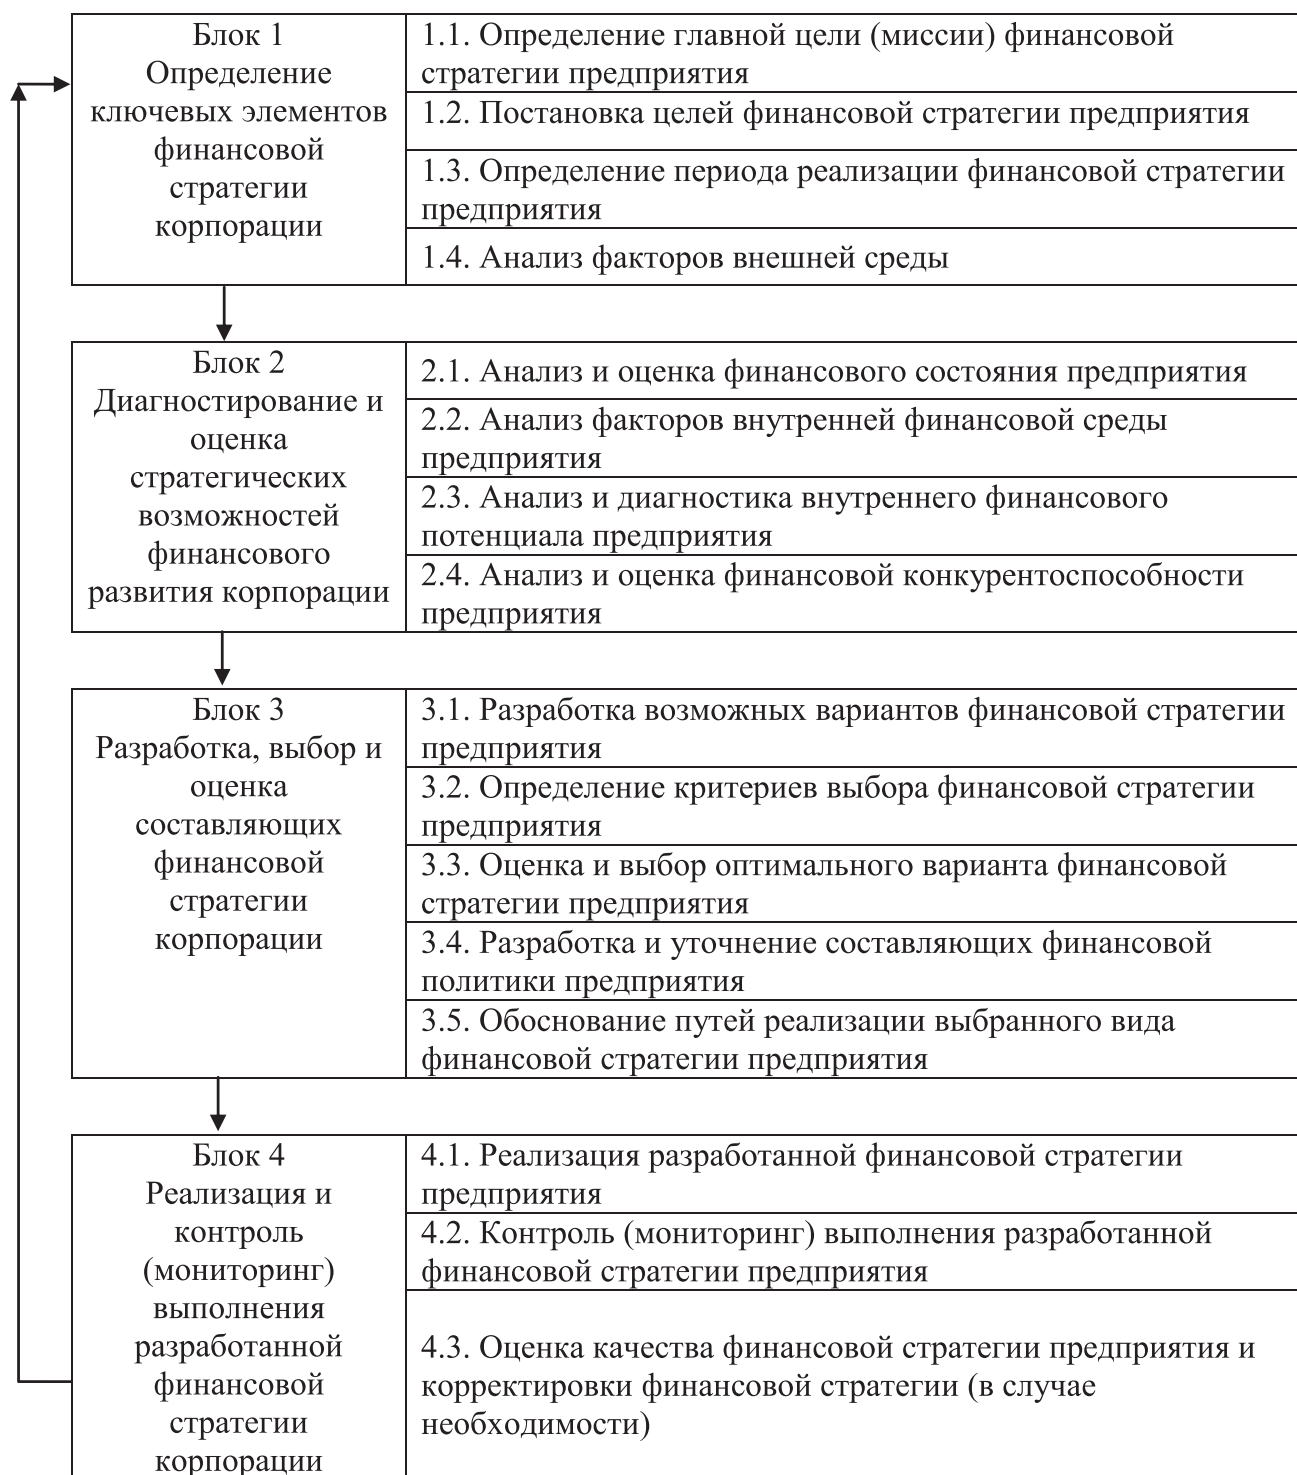 Блок 1
Определение
ключевых элементов
финансовой
стратегии
корпорации
1.1. Определение главной цели (миссии) финансовой
стратегии предприятия
1.2. Постановка целей финансовой стратегии предприятия
1.3. Определение периода реализации финансовой стратегии
предприятия
1.4. Анализ факторов внешней среды
Блок 2
Диагностирование и
оценка
стратегических
возможностей
финансового
развития корпорации
2.1. Анализ и оценка финансового состояния предприятия
2.2. Анализ факторов внутренней финансовой среды
предприятия
2.3. Анализ и диагностика внутреннего финансового
потенциала предприятия
2.4. Анализ и оценка финансовой конкурентоспособности
предприятия
Блок 3
Разработка, выбор и
оценка
составляющих
финансовой
стратегии
корпорации
3.1. Разработка возможных вариантов финансовой стратегии
предприятия
3.2. Определение критериев выбора финансовой стратегии
предприятия
3.3. Оценка и выбор оптимального варианта финансовой
стратегии предприятия
3.4. Разработка и уточнение составляющих финансовой
политики предприятия
3.5. Обоснование путей реализации выбранного вида
финансовой стратегии предприятия
Блок 4
Реализация и
контроль
(мониторинг)
выполнения
разработанной
финансовой
стратегии
корпорации
4.1. Реализация разработанной финансовой стратегии
предприятия
4.2. Контроль (мониторинг) выполнения разработанной
финансовой стратегии предприятия
4.3. Оценка качества финансовой стратегии предприятия и
корректировки финансовой стратегии (в случае
необходимости)